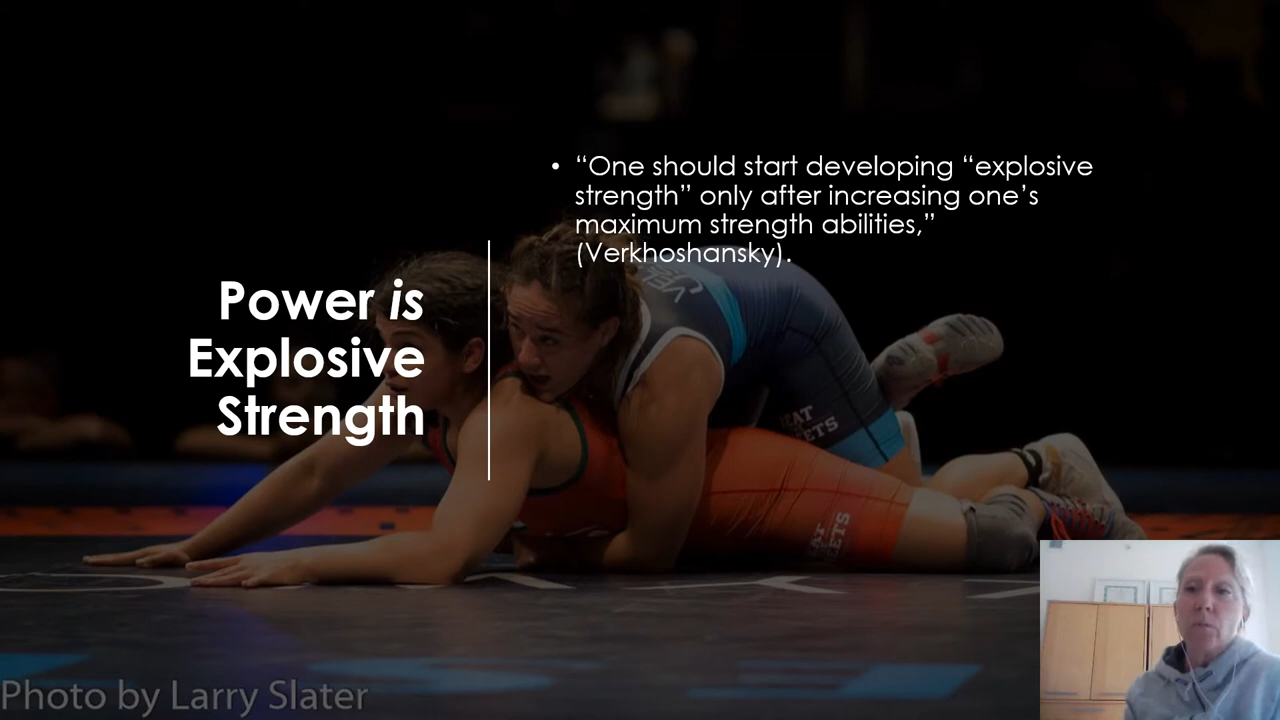 • “One should start developing “explosive
strength” only after increasing one’s
maximum strength abilities,”
(Verkhoshansky).
Power is
Explosive
Strength
Photo by Larry Slater